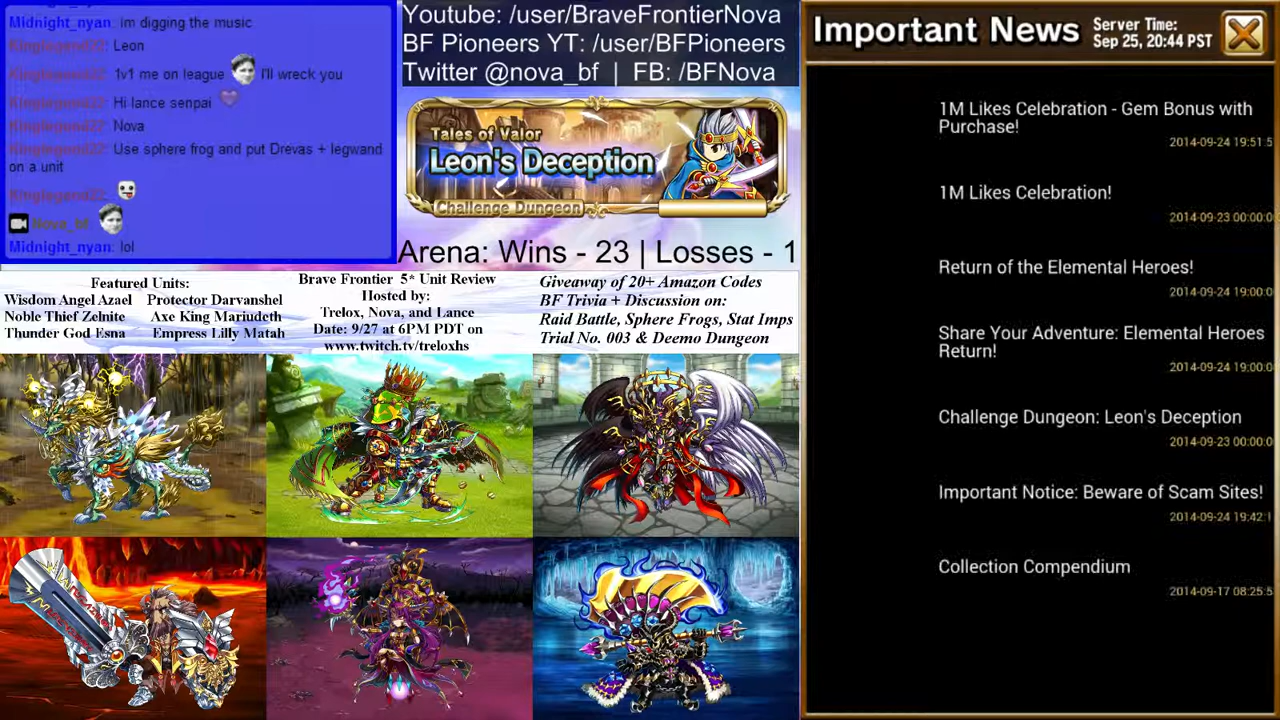 Midnight_nyan: im digging the music
Kinglegend22: Leon
Kinglegend22: 1v1 me on league I'll wreck you
Kinglegend22: Hi lance senpai
Kinglegend22: Nova
Kinglegend22: Use sphere frog and put Drevas + legwand
on a unit
Kinglegend22:
Nova_bf:
Midnight_nyan: lol
Youtube: /user/BraveFrontierNova
BF Pioneers YT: /user/BFPioneers
Twitter @nova_bf | FB: /BFNova
Tales of Valor
Leon's Deception
Challenge Dungeon
Arena: Wins - 23 | Losses - 1
Featured Units:
Wisdom Angel Azael Protector Darvanshel
Noble Thief Zelnite Axe King Mariudeth
Thunder God Esna Empress Lilly Matah
Brave Frontier 5* Unit Review
Hosted by:
Trelox, Nova, and Lance
Date: 9/27 at 6PM PDT on
www.twitch.tv/treloxhs
Giveaway of 20+ Amazon Codes
BF Trivia + Discussion on:
Raid Battle, Sphere Frogs, Stat Imps
Trial No. 003 & Deemo Dungeon
Important News
Server Time:
Sep 25, 20:44 PST
1M Likes Celebration - Gem Bonus with
Purchase!
2014-09-24 19:51:5
1M Likes Celebration!
2014-09-23 00:00:0
Return of the Elemental Heroes!
2014-09-24 19:00:0
Share Your Adventure: Elemental Heroes
Return!
2014-09-24 19:00:0
Challenge Dungeon: Leon's Deception
2014-09-23 00:00:0
Important Notice: Beware of Scam Sites!
2014-09-24 19:42:1
Collection Compendium
2014-09-17 08:25:5